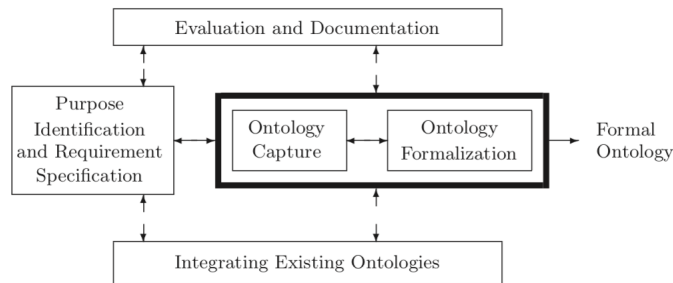 Evaluation and Documentation
Purpose
Identification
and Requirement
Specification
Ontology
Capture
Ontology
Formalization
Formal
Ontology
Integrating Existing Ontologies